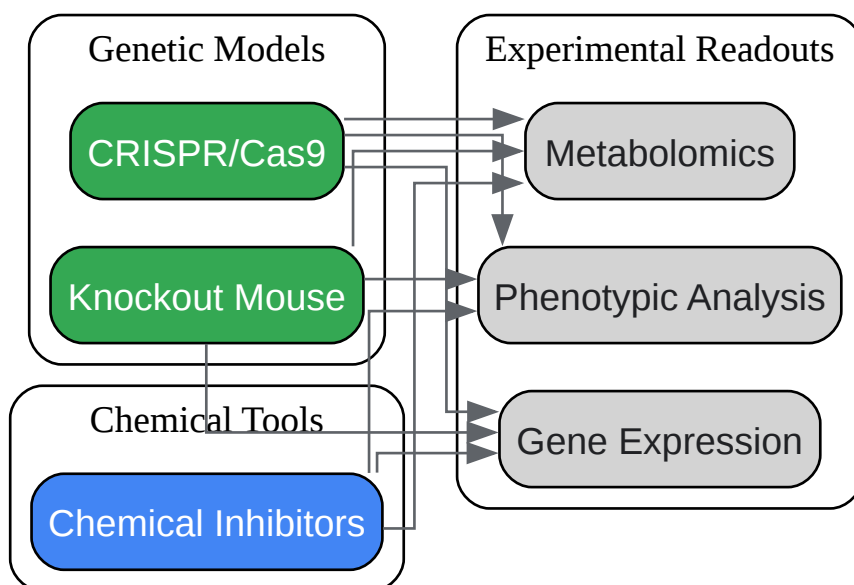 Genetic Models
CRISPR/Cas9
Knockout Mouse
Chemical Tools
Chemical Inhibitors
Experimental Readouts
Metabolomics
Phenotypic Analysis
Gene Expression